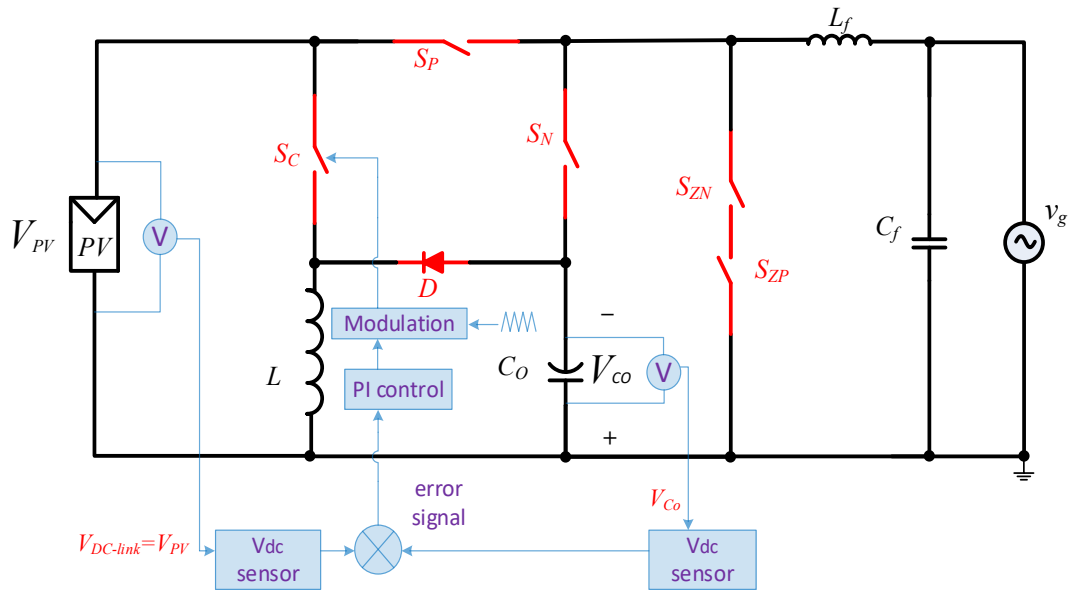 L_f
S_P
S_C
S_N
S_ZN
S_ZP
V_PV
PV
V
D
C_f
v_g
Modulation
−
L
PI control
C_O
V_co
V
+
error
signal
V_Co
V_DC-link=V_PV
Vdc
sensor
Vdc
sensor